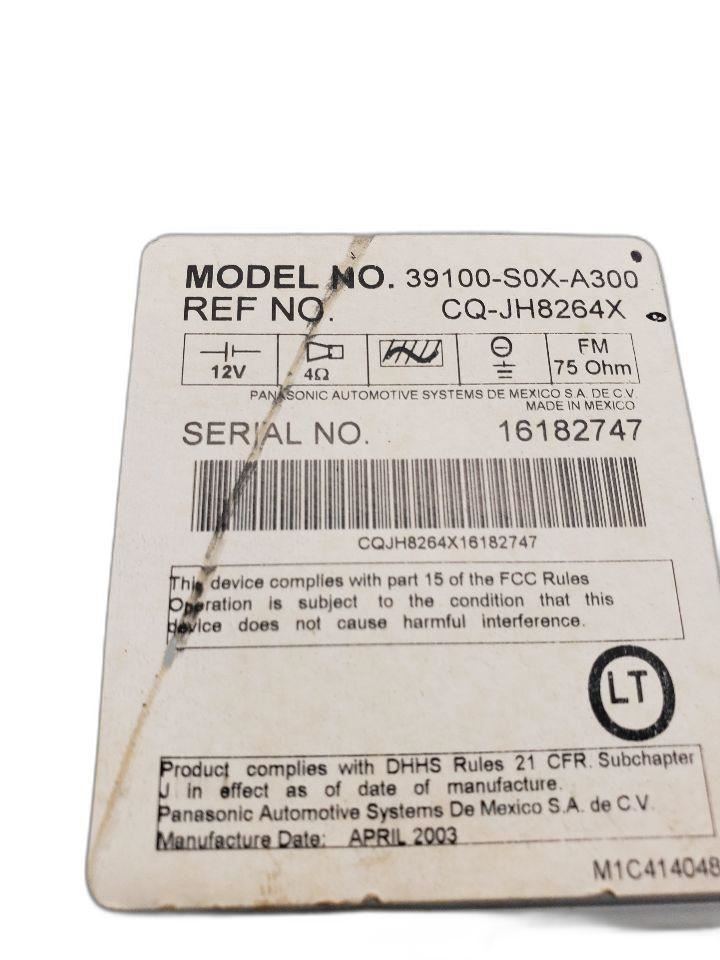 MODEL NO. 39100-S0X-A300
REF NO. CQ-JH8264X
12V 4Ω FM 75 Ohm
PANASONIC AUTOMOTIVE SYSTEMS DE MEXICO S.A. DE C.V.
MADE IN MEXICO
SERIAL NO. 16182747
CQJH8264X16182747
This device complies with part 15 of the FCC Rules
Operation is subject to the condition that this
device does not cause harmful interference.
LT
Product complies with DHHS Rules 21 CFR. Subchapter
J in effect as of date of manufacture.
Panasonic Automotive Systems De Mexico S.A. de C.V.
Manufacture Date: APRIL 2003
M1C414048